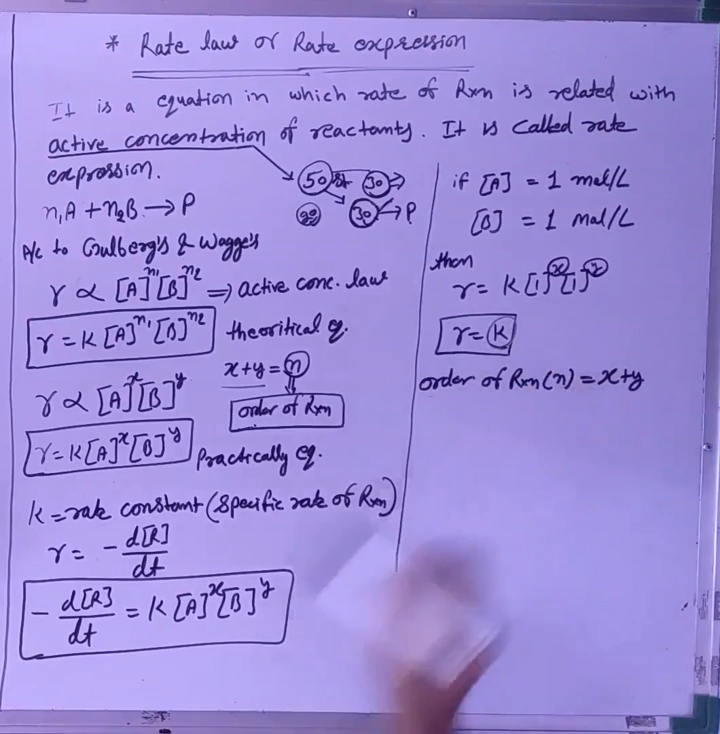 * Rate law or Rate expression
It is a equation in which rate of Rxn is related with
active concentration of reactants. It is Called rate
expression.
50 30
30 → P
n₁A + n₂B → P
A/c to Gulberg's & Wagge's
r ∝ [A]^n₁ [B]^n₂ ⇒ active conc. law
r = K [A]^n₁ [B]^n₂ theoritical eq.
x+y = n
order of Rxn
r ∝ [A]^x [B]^y
r = K [A]^x [B]^y Practically eq.
K = rate constant (Specific rate of Rxn)
r = - d[R]/dt
- d[R]/dt = K [A]^x [B]^y
if [A] = 1 mol/L
[B] = 1 mol/L
then
r = K [1]^x [1]^y
r = K
order of Rxn (n) = x+y